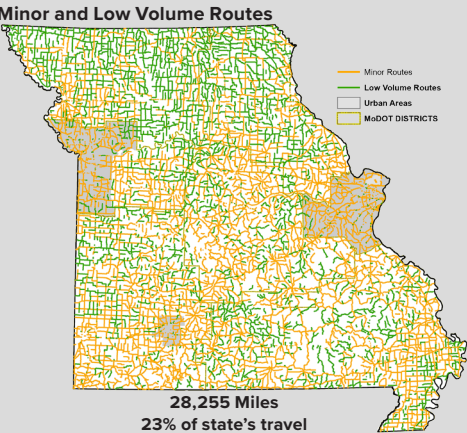 Minor and Low Volume Routes
Minor Routes
Low Volume Routes
Urban Areas
MoDOT DISTRICTS
28,255 Miles
23% of state's travel